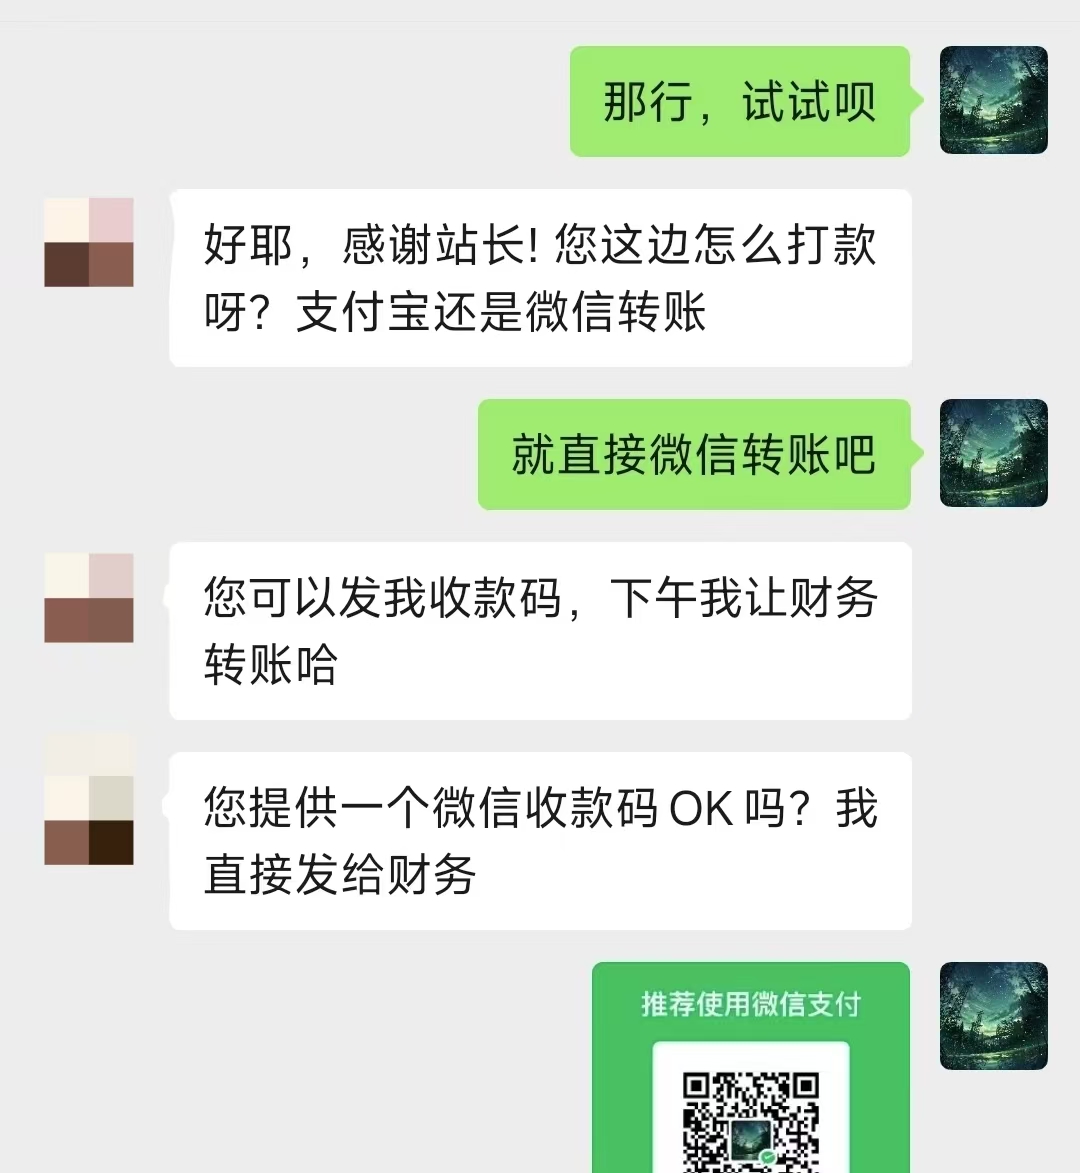 那行，试试呗
好耶，感谢站长! 您这边怎么打款
呀？支付宝还是微信转账
就直接微信转账吧
您可以发我收款码，下午我让财务
转账哈
您提供一个微信收款码 OK 吗？我
直接发给财务
推荐使用微信支付